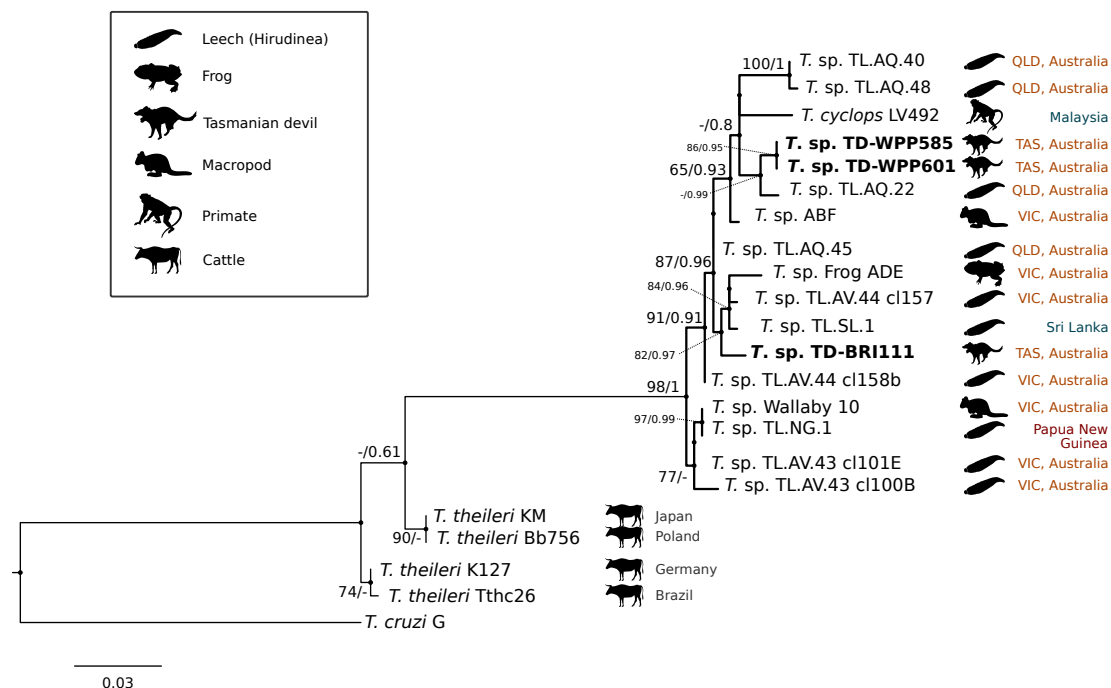 Leech (Hirudinea)
Frog
Tasmanian devil
Macropod
Primate
Cattle
100/1
T. sp. TL.AQ.40
QLD, Australia
T. sp. TL.AQ.48
QLD, Australia
T. cyclops LV492
Malaysia
-/0.8
86/0.95
T. sp. TD-WPP585
TAS, Australia
T. sp. TD-WPP601
TAS, Australia
65/0.93
-/0.99
T. sp. TL.AQ.22
QLD, Australia
T. sp. ABF
VIC, Australia
T. sp. TL.AQ.45
QLD, Australia
87/0.96
T. sp. Frog ADE
VIC, Australia
84/0.96
T. sp. TL.AV.44 cl157
VIC, Australia
91/0.91
T. sp. TL.SL.1
Sri Lanka
82/0.97
T. sp. TD-BRI111
TAS, Australia
T. sp. TL.AV.44 cl158b
VIC, Australia
98/1
T. sp. Wallaby 10
VIC, Australia
97/0.99
T. sp. TL.NG.1
Papua New
Guinea
T. sp. TL.AV.43 cl101E
VIC, Australia
77/-
T. sp. TL.AV.43 cl100B
VIC, Australia
-/0.61
T. theileri KM
Japan
90/-
T. theileri Bb756
Poland
T. theileri K127
Germany
74/-
T. theileri Tthc26
Brazil
T. cruzi G
0.03